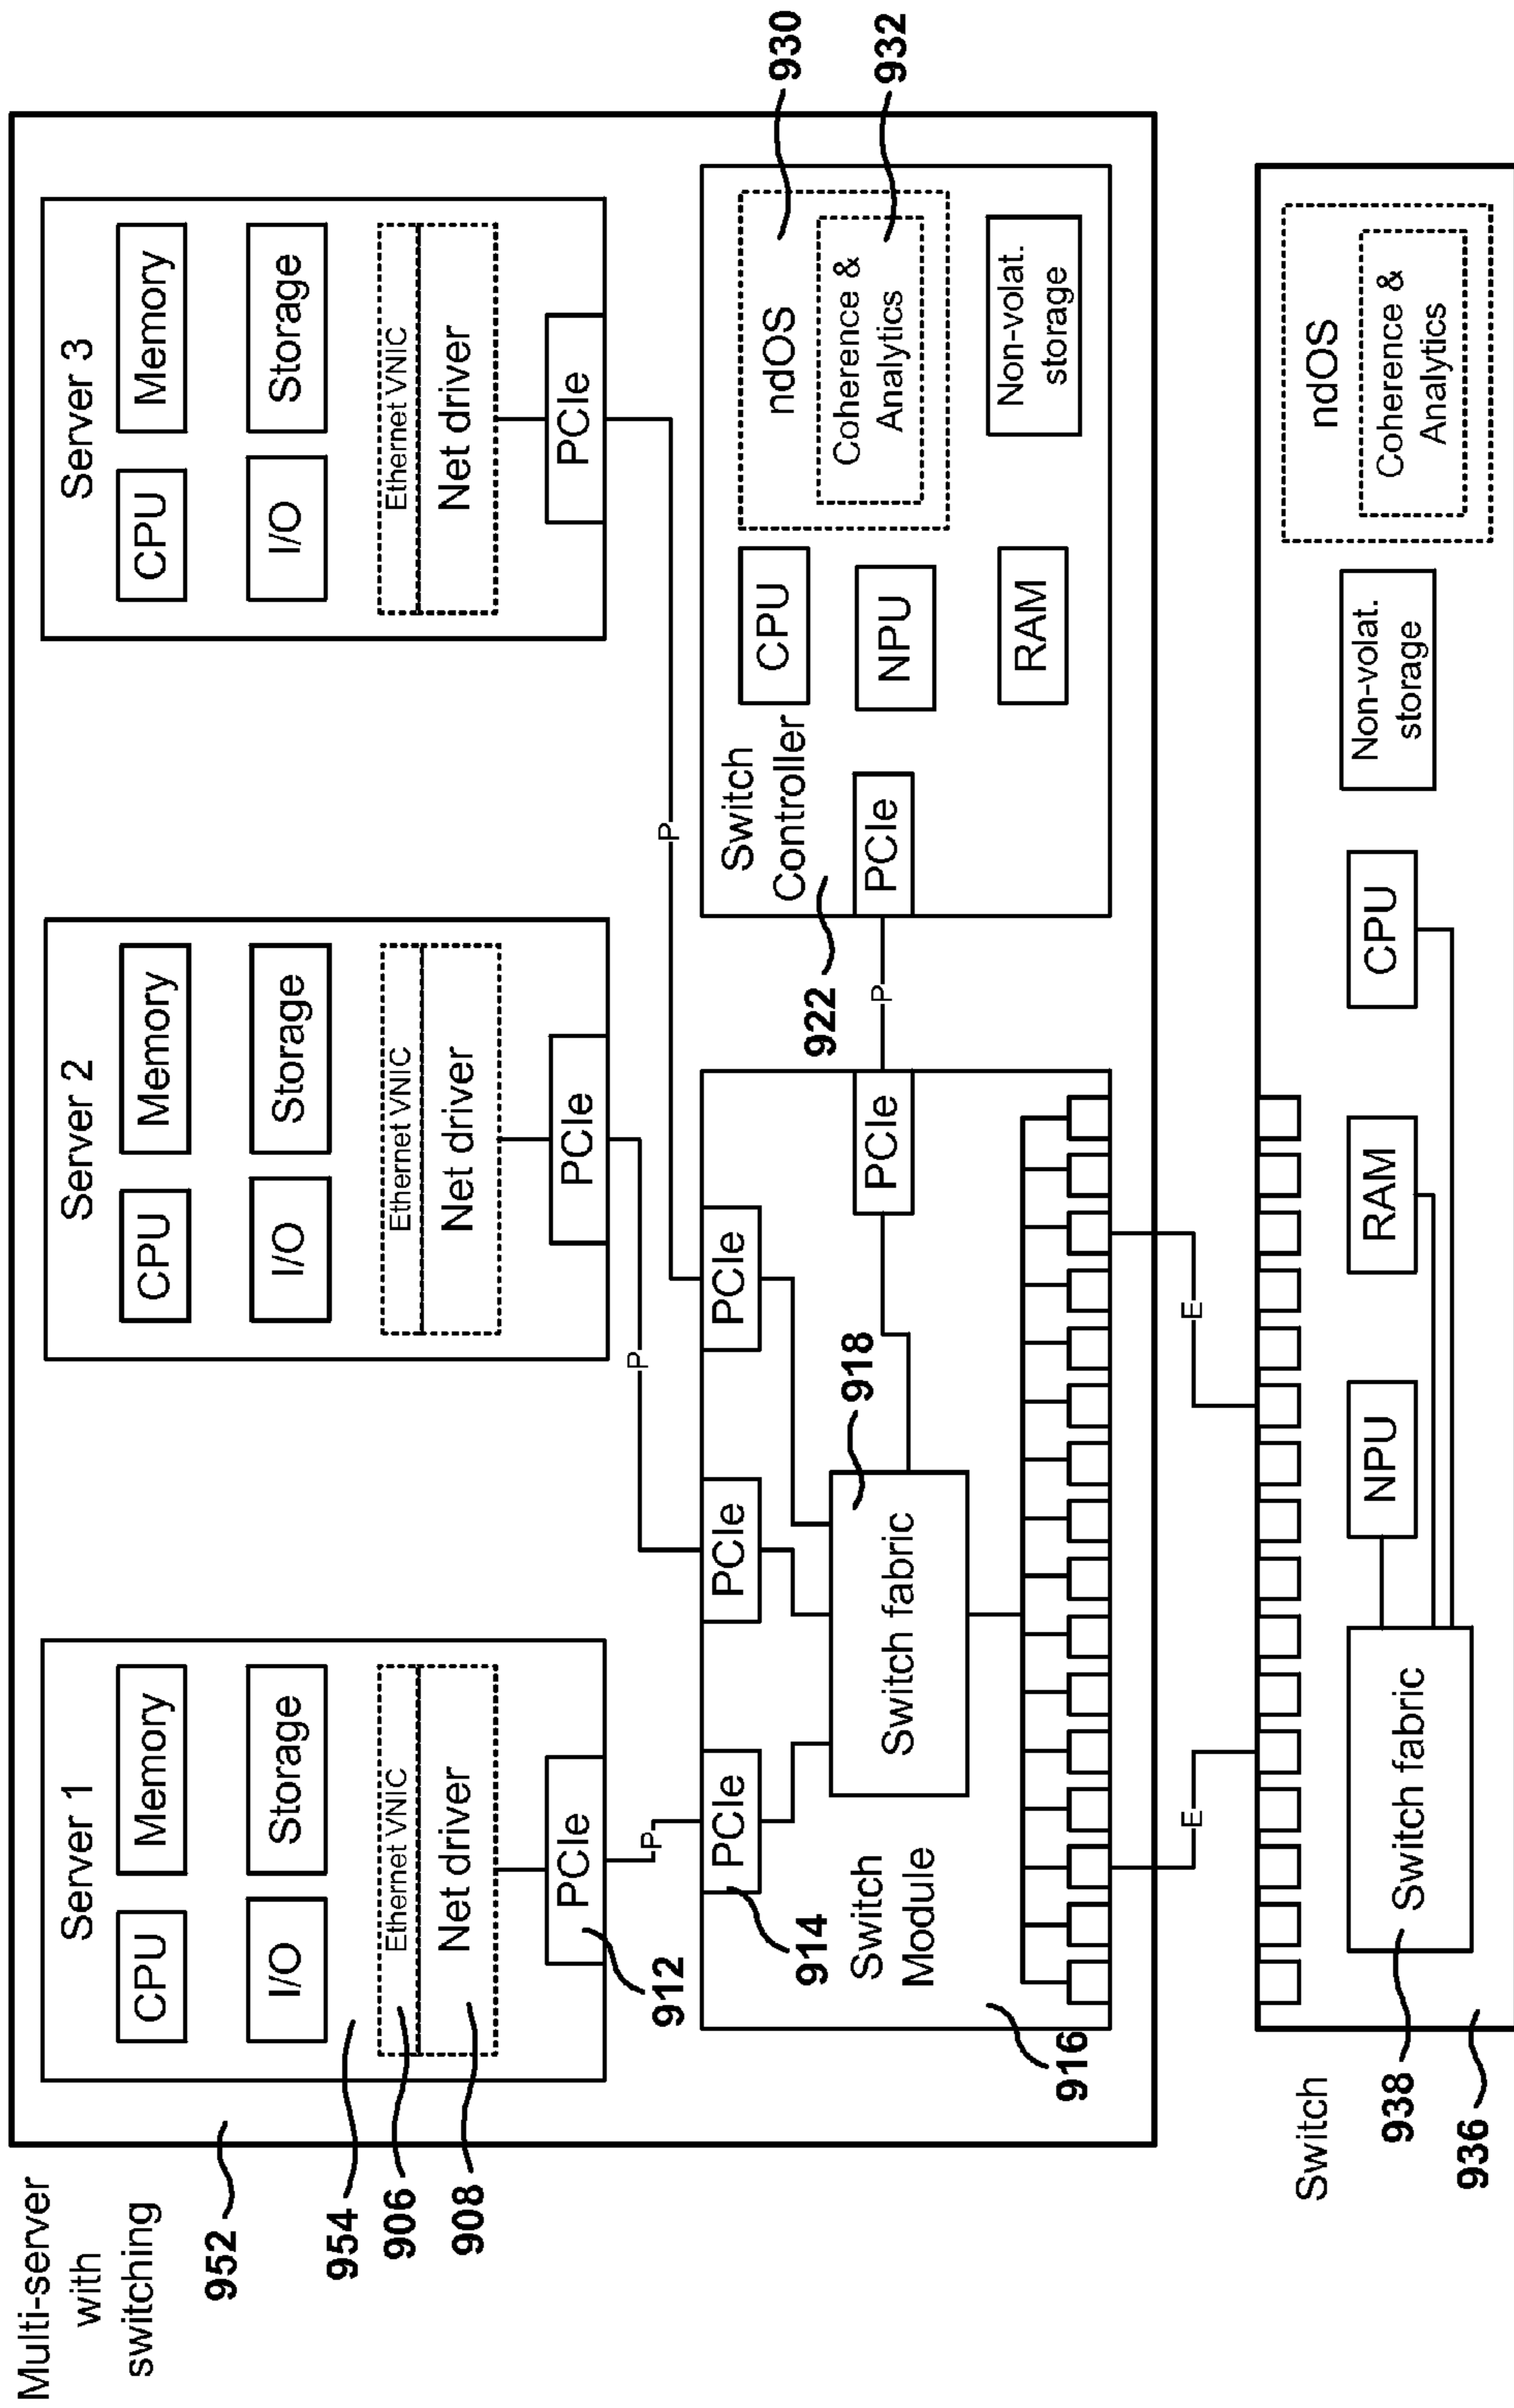 Multi-server
with
switching
952
954
906
908
Server 1
CPU
Memory
I/O
Storage
Ethernet VNIC
Net driver
PCIe
912
Server 2
CPU
Memory
I/O
Storage
Ethernet VNIC
Net driver
PCIe
Server 3
CPU
Memory
I/O
Storage
Ethernet VNIC
Net driver
PCIe
P
P
P
914
PCIe
PCIe
PCIe
918
Switch
Module
Switch fabric
PCIe
916
P
922
Switch
Controller
PCIe
CPU
NPU
RAM
ndOS
Coherence &
Analytics
Non-volat.
storage
930
932
E
E
Switch
938
936
Switch fabric
NPU
RAM
CPU
Non-volat.
storage
ndOS
Coherence &
Analytics